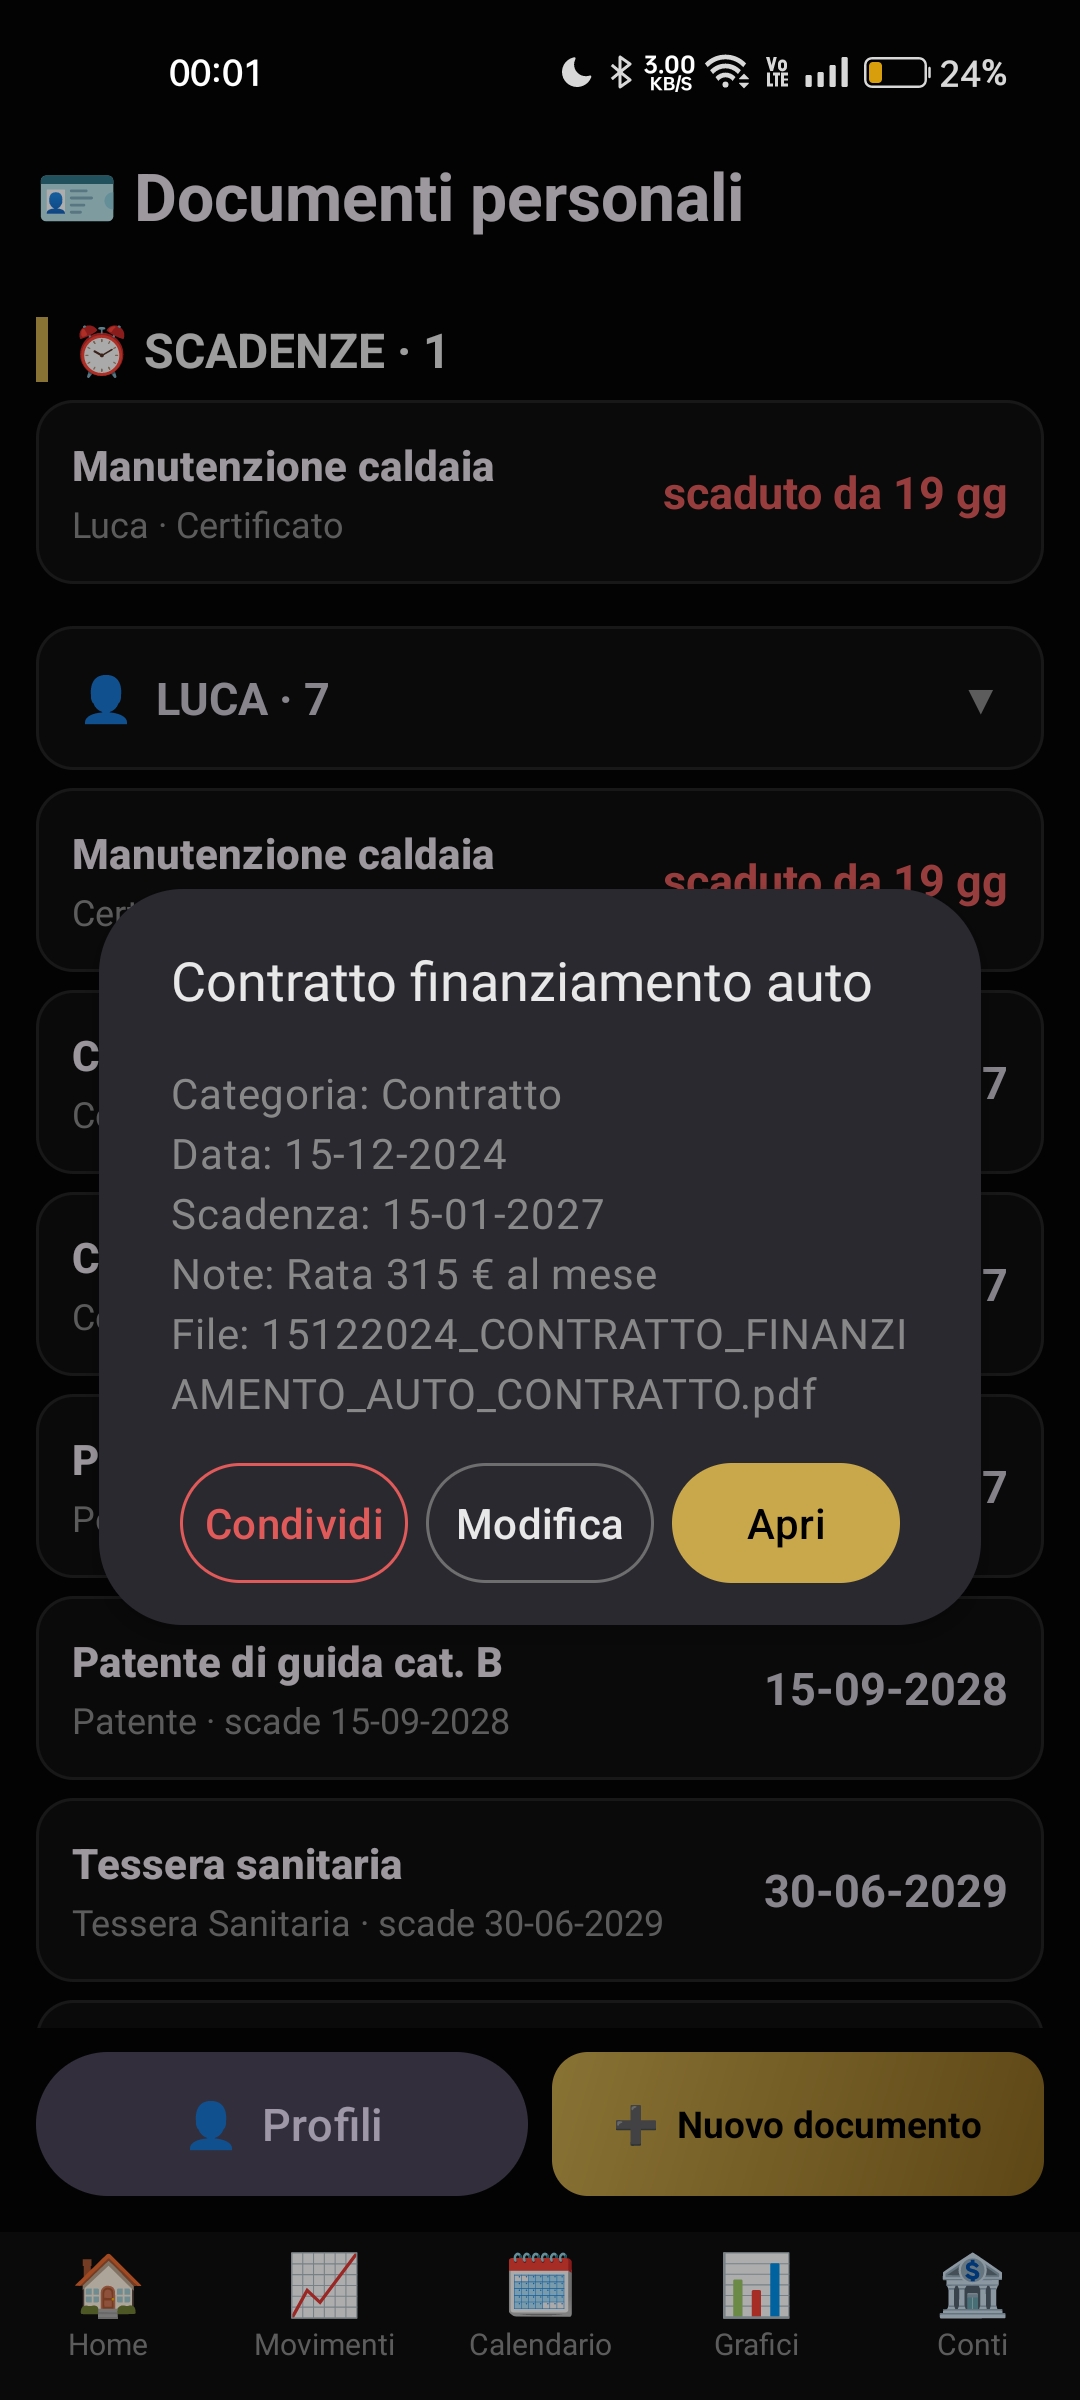 00:01
3.00
KB/S
Vo
LTE
24%
Documenti personali
SCADENZE · 1
Manutenzione caldaia
scaduto da 19 gg
Luca · Certificato
LUCA · 7
Manutenzione caldaia
scaduto da 19 gg
Contratto finanziamento auto
Categoria: Contratto
Data: 15-12-2024
Scadenza: 15-01-2027
Note: Rata 315 € al mese
File: 15122024_CONTRATTO_FINANZI
AMENTO_AUTO_CONTRATTO.pdf
Condividi
Modifica
Apri
Patente di guida cat. B
15-09-2028
Patente · scade 15-09-2028
Tessera sanitaria
30-06-2029
Tessera Sanitaria · scade 30-06-2029
Profili
Nuovo documento
Home
Movimenti
Calendario
Grafici
Conti